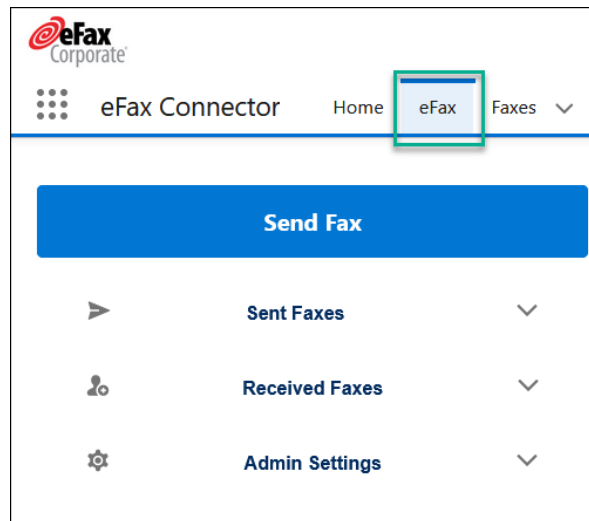 eFax
Corporate
eFax Connector Home eFax Faxes
Send Fax
Sent Faxes
Received Faxes
Admin Settings